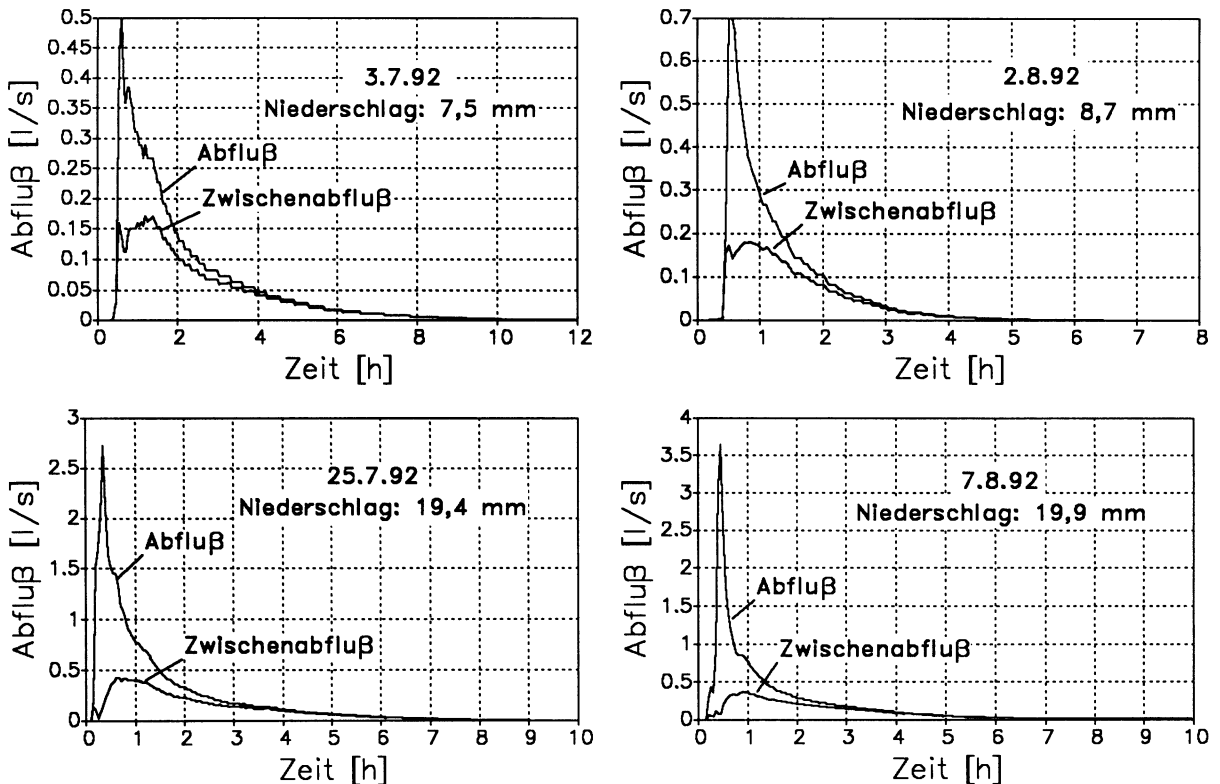 Abfluß [l/s]
0.5
0.45
0.4
0.35
0.3
0.25
0.2
0.15
0.1
0.05
0
3.7.92
Niederschlag: 7,5 mm
Abfluß
Zwischenabfluß
0 2 4 6 8 10 12
Zeit [h]
Abfluß [l/s]
0.7
0.6
0.5
0.4
0.3
0.2
0.1
0
2.8.92
Niederschlag: 8,7 mm
Abfluß
Zwischenabfluß
0 1 2 3 4 5 6 7 8
Zeit [h]
Abfluß [l/s]
3
2.5
2
1.5
1
0.5
0
25.7.92
Niederschlag: 19,4 mm
Abfluß
Zwischenabfluß
0 1 2 3 4 5 6 7 8 9 10
Zeit [h]
Abfluß [l/s]
4
3.5
3
2.5
2
1.5
1
0.5
0
7.8.92
Niederschlag: 19,9 mm
Abfluß
Zwischenabfluß
0 1 2 3 4 5 6 7 8 9 10
Zeit [h]